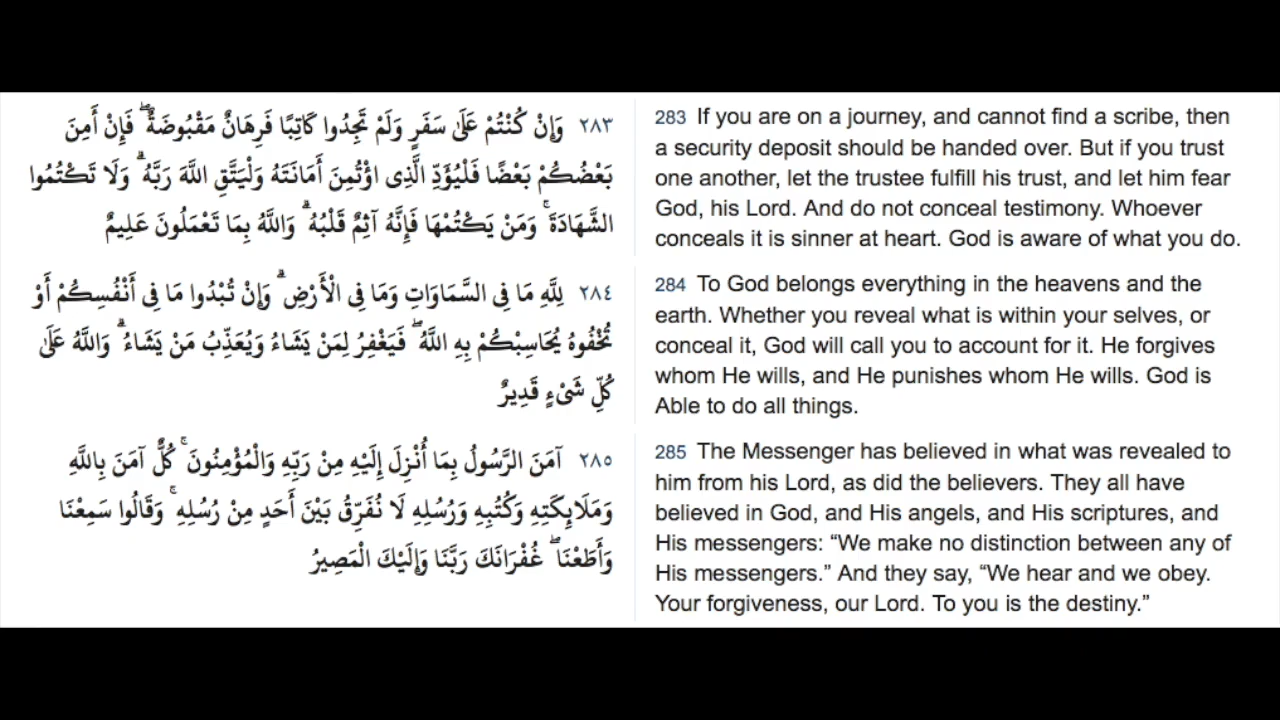 ٢٨٣ وَإِنْ كُنْتُمْ عَلَىٰ سَفَرٍ وَلَمْ تَجِدُوا كَاتِبًا فَرِهَانٌ مَقْبُوضَةٌ ۖ فَإِنْ أَمِنَ
بَعْضُكُمْ بَعْضًا فَلْيُؤَدِّ الَّذِى اؤْتُمِنَ أَمَانَتَهُ وَلْيَتَّقِ اللَّهَ رَبَّهُ ۗ وَلَا تَكْتُمُوا
الشَّهَادَةَ ۚ وَمَنْ يَكْتُمْهَا فَإِنَّهُ آثِمٌ قَلْبُهُ ۗ وَاللَّهُ بِمَا تَعْمَلُونَ عَلِيمٌ
283 If you are on a journey, and cannot find a scribe, then
a security deposit should be handed over. But if you trust
one another, let the trustee fulfill his trust, and let him fear
God, his Lord. And do not conceal testimony. Whoever
conceals it is sinner at heart. God is aware of what you do.
٢٨٤ لِلَّهِ مَا فِى السَّمَاوَاتِ وَمَا فِى الْأَرْضِ ۗ وَإِنْ تُبْدُوا مَا فِى أَنْفُسِكُمْ أَوْ
تُخْفُوهُ يُحَاسِبْكُمْ بِهِ اللَّهُ ۖ فَيَغْفِرُ لِمَنْ يَشَاءُ وَيُعَذِّبُ مَنْ يَشَاءُ ۗ وَاللَّهُ عَلَىٰ
كُلِّ شَىْءٍ قَدِيرٌ
284 To God belongs everything in the heavens and the
earth. Whether you reveal what is within your selves, or
conceal it, God will call you to account for it. He forgives
whom He wills, and He punishes whom He wills. God is
Able to do all things.
٢٨٥ آمَنَ الرَّسُولُ بِمَا أُنْزِلَ إِلَيْهِ مِنْ رَبِّهِ وَالْمُؤْمِنُونَ ۚ كُلٌّ آمَنَ بِاللَّهِ
وَمَلَائِكَتِهِ وَكُتُبِهِ وَرُسُلِهِ لَا نُفَرِّقُ بَيْنَ أَحَدٍ مِنْ رُسُلِهِ ۚ وَقَالُوا سَمِعْنَا
وَأَطَعْنَا ۖ غُفْرَانَكَ رَبَّنَا وَإِلَيْكَ الْمَصِيرُ
285 The Messenger has believed in what was revealed to
him from his Lord, as did the believers. They all have
believed in God, and His angels, and His scriptures, and
His messengers: “We make no distinction between any of
His messengers.” And they say, “We hear and we obey.
Your forgiveness, our Lord. To you is the destiny.”